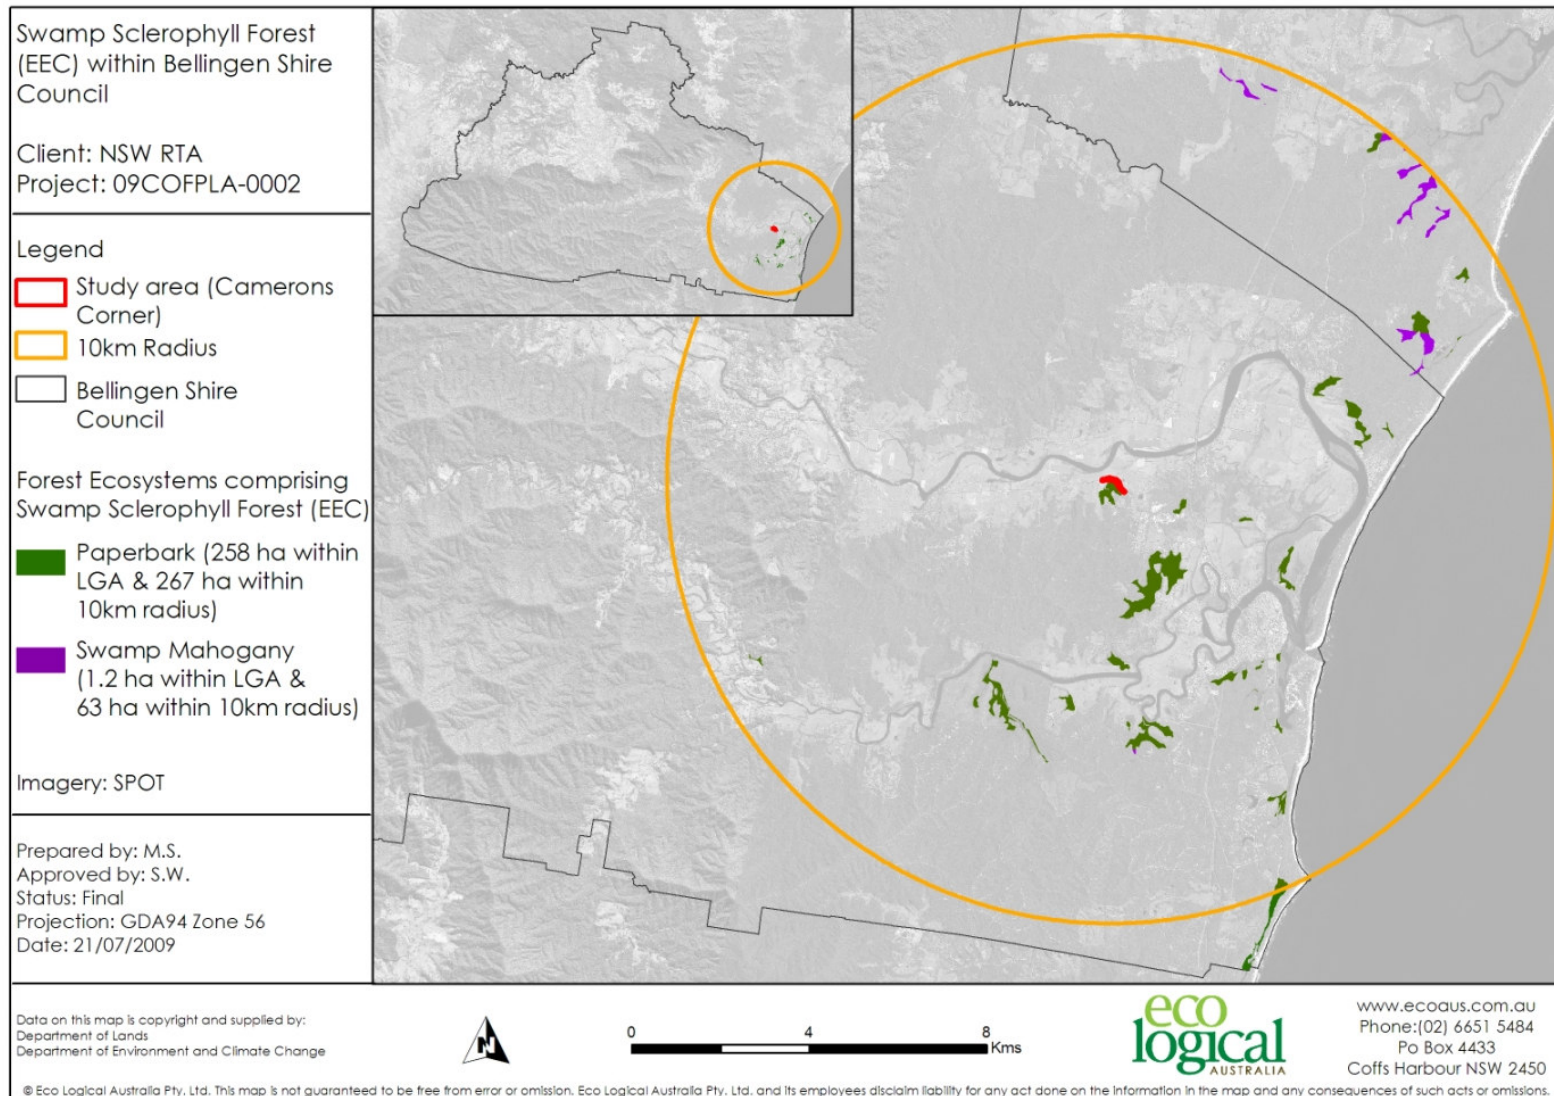 Swamp Sclerophyll Forest
(EEC) within Bellingen Shire
Council
Client: NSW RTA
Project: 09COFPLA-0002
Legend
Study area (Camerons
Corner)
10km Radius
Bellingen Shire
Council
Forest Ecosystems comprising
Swamp Sclerophyll Forest (EEC)
Paperbark (258 ha within
LGA & 267 ha within
10km radius)
Swamp Mahogany
(1.2 ha within LGA &
63 ha within 10km radius)
Imagery: SPOT
Prepared by: M.S.
Approved by: S.W.
Status: Final
Projection: GDA94 Zone 56
Date: 21/07/2009
Data on this map is copyright and supplied by:
Department of Lands
Department of Environment and Climate Change
N
0 4 8
Kms
eco
logical
AUSTRALIA
www.ecoaus.com.au
Phone:(02) 6651 5484
Po Box 4433
Coffs Harbour NSW 2450
© Eco Logical Australia Pty. Ltd. This map is not guaranteed to be free from error or omission. Eco Logical Australia Pty. Ltd. and its employees disclaim liability for any act done on the information in the map and any consequences of such acts or omissions.